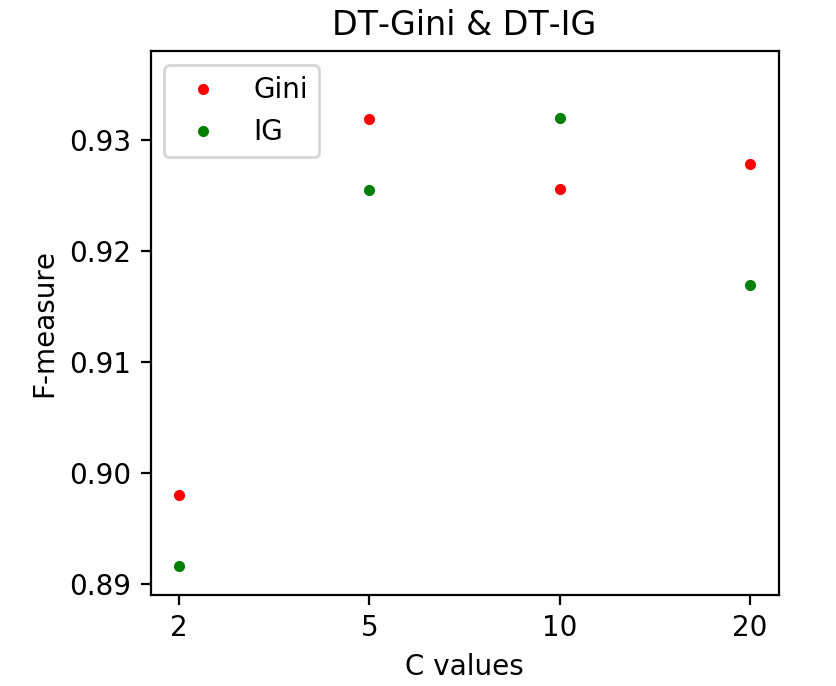 DT-Gini & DT-IG
Gini
IG
F-measure
0.93
0.92
0.91
0.90
0.89
2 5 10 20
C values